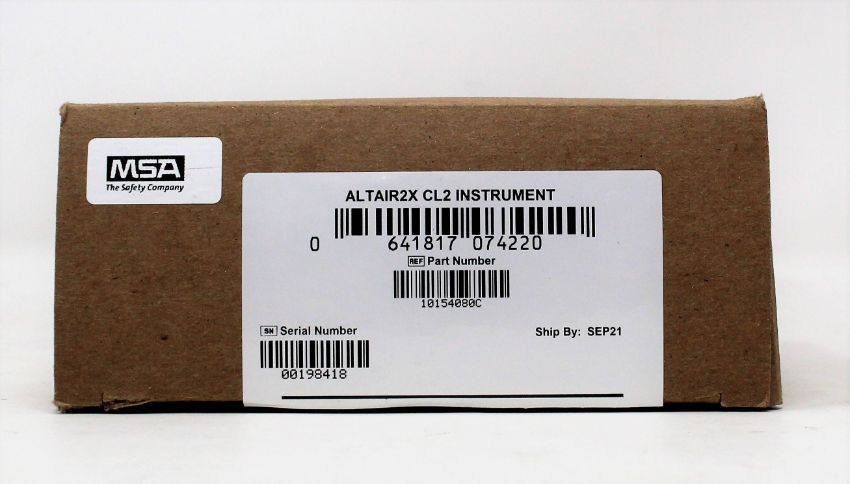 MSA
The Safety Company
ALTAIR2X CL2 INSTRUMENT
0 641817 074220
REF Part Number
10154080C
SN Serial Number
Ship By: SEP21
00198418